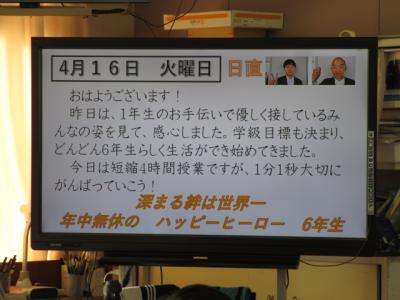 4月16日　火曜日　日直
おはようございます！
昨日は、1年生のお手伝いで優しく接しているみ
んなの姿を見て、感心しました。学級目標も決まり、
どんどん6年生らしく生活ができ始めてきました。
今日は短縮4時間授業ですが、1分1秒大切に
がんばっていこう！
深まる絆は世界一
年中無休の　ハッピーヒーロー　6年生